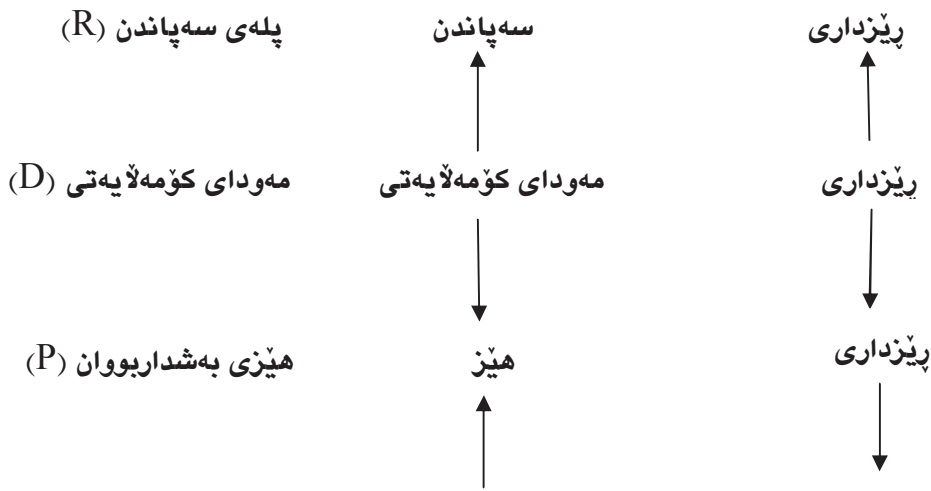 ڕێزداری سەپاندن پلەی سەپاندن (R)
ڕێزداری مەودای کۆمەڵایەتی مەودای کۆمەڵایەتی (D)
ڕێزداری هێز هێزی بەشداربووان (P)